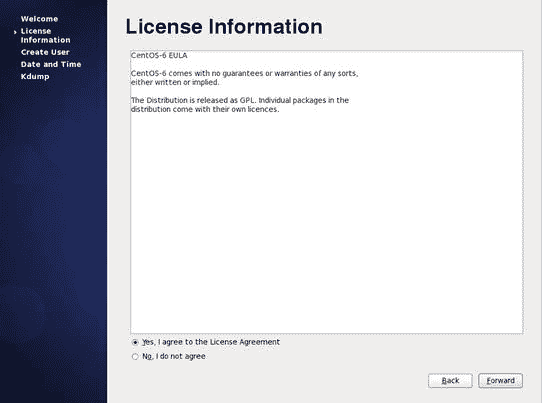 Welcome
License
Information
Create User
Date and Time
Kdump
License Information
CentOS-6 EULA
CentOS-6 comes with no guarantees or warranties of any sorts,
either written or implied.
The Distribution is released as GPL. Individual packages in the
distribution come with their own licences.
Yes, I agree to the License Agreement
No, I do not agree
Back
Forward